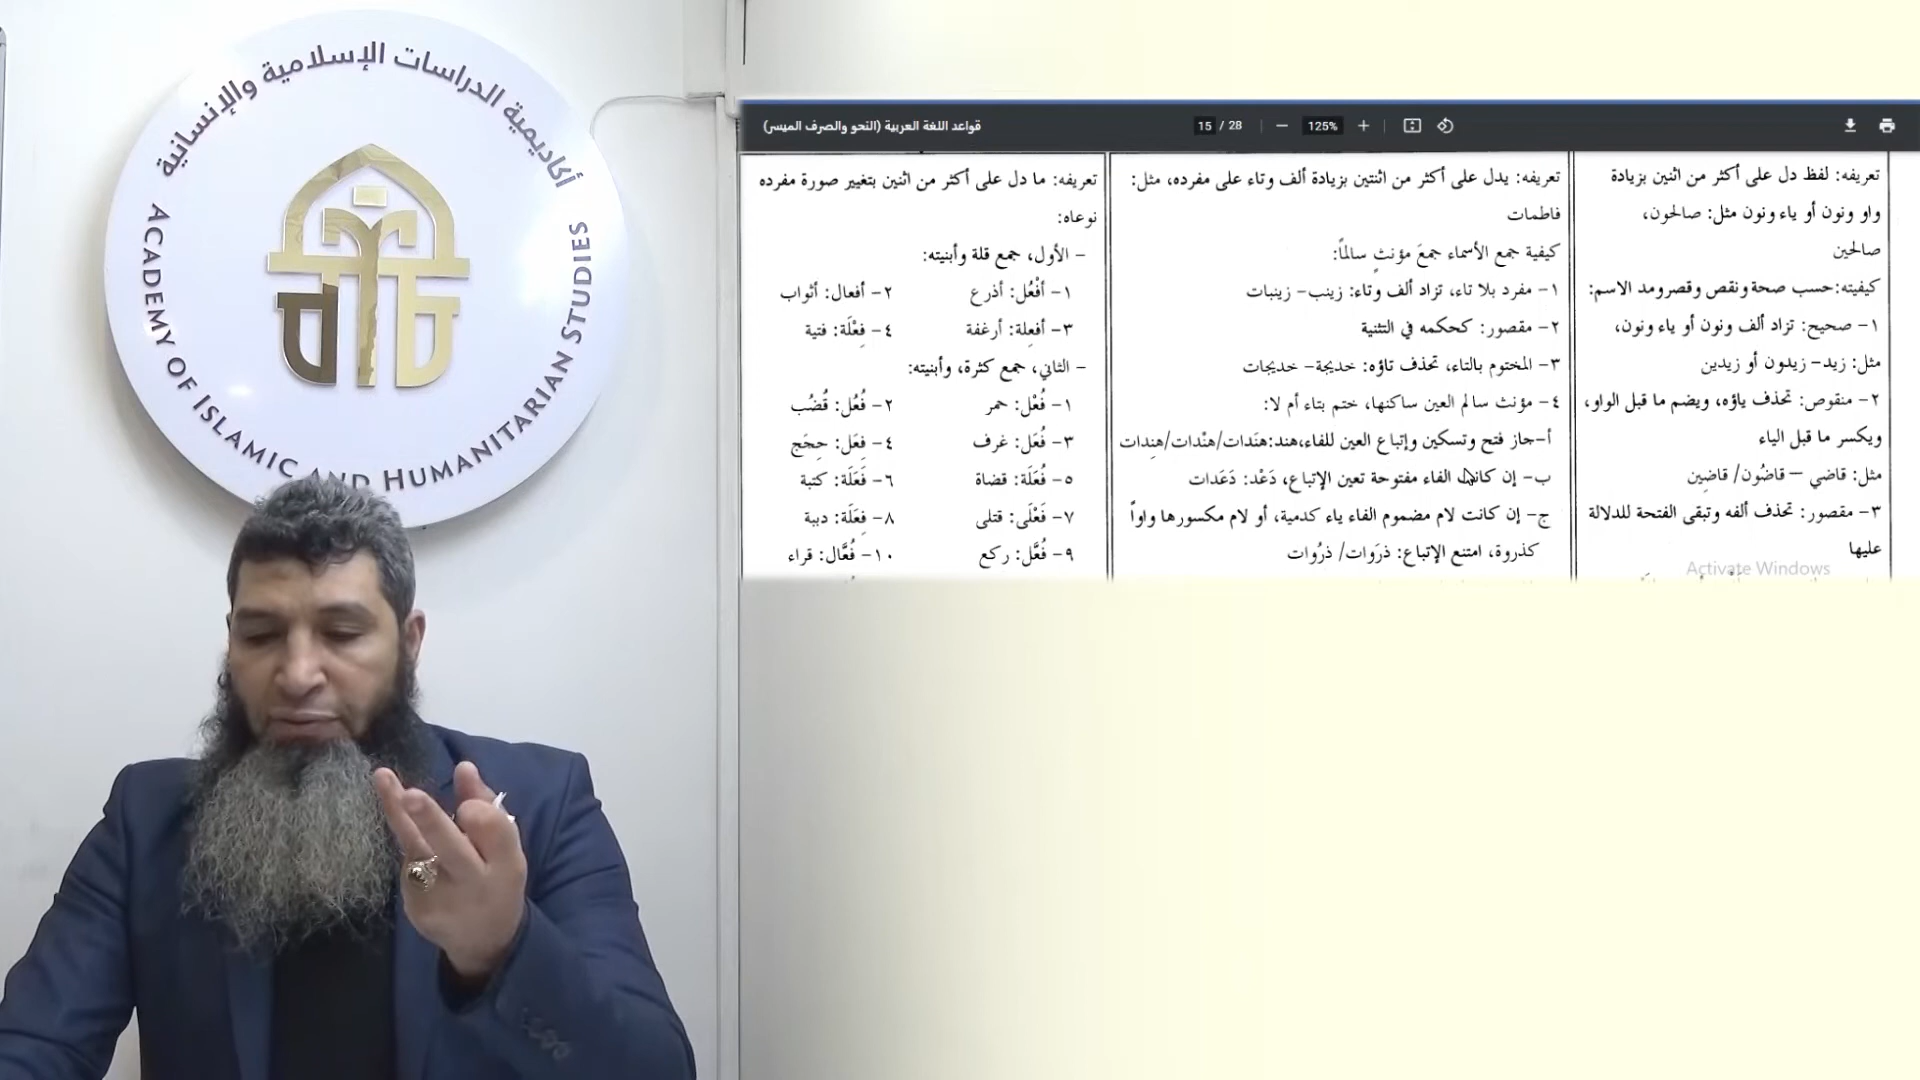 أكاديمية الدراسات الإسلامية والإنسانية
ACADEMY OF ISLAMIC AND HUMANITARIAN STUDIES
قواعد اللغة العربية (النحو والصرف الميسر)
15 / 28
125%
تعريفه: لفظ دل على أكثر من اثنين بزيادة
واو ونون أو ياء ونون مثل: صالحون،
صالحين
كيفيته: حسب صحة ونقص وقصر ومد الاسم:
١- صحيح: تزاد ألف ونون أو ياء ونون،
مثل: زيد- زيدون أو زيدين
٢- منقوص: تحذف ياؤه، ويضم ما قبل الواو،
ويكسر ما قبل الياء
مثل: قاضي – قاضُون/ قاضِين
٣- مقصور: تحذف ألفه وتبقى الفتحة للدلالة
عليها
تعريفه: يدل على أكثر من اثنتين بزيادة ألف وتاء على مفرده، مثل:
فاطمات
كيفية جمع الأسماء جمعَ مؤنثٍ سالماً:
١- مفرد بلا تاء، تزاد ألف وتاء: زينب- زينبات
٢- مقصور: كحكمه في التثنية
٣- المختوم بالتاء، تحذف تاؤه: خديجة- خديجات
٤- مؤنث سالم العين ساكنها، ختم بتاء أم لا:
أ-جاز فتح وتسكين وإتباع العين للفاء،هند:هنَدات/هنْدات/هنِدات
ب- إن كانت الفاء مفتوحة تعين الإتباع، دَعْد: دَعَدات
ج- إن كانت لام مضموم الفاء ياء كدمية، أو لام مكسورها واواً
كذروة، امتنع الإتباع: ذرَوات/ ذرُوات
تعريفه: ما دل على أكثر من اثنين بتغيير صورة مفرده
نوعاه:
- الأول، جمع قلة وأبنيته:
١- أفْعُل: أذرع ٢- أفعال: أثواب
٣- أفعِلة: أرغفة ٤- فِعْلَة: فتية
- الثاني، جمع كثرة، وأبنيته:
١- فُعْل: حمر ٢- فُعُل: قُضُب
٣- فُعَل: غرف ٤- فِعَل: حِجَج
٥- فُعَلَة: قضاة ٦- فَعَلَة: كتبة
٧- فَعْلَى: قتلى ٨- فِعَلَة: دببة
٩- فُعَّل: ركع ١٠- فُعَّال: قراء
Activate Windows